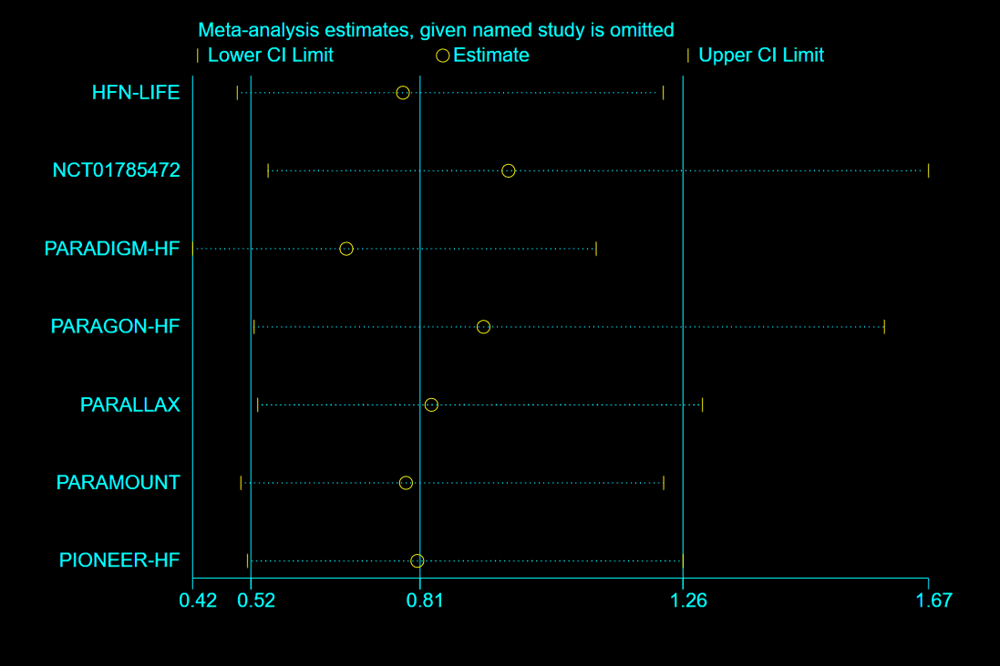 Meta-analysis estimates, given named study is omitted
Lower CI Limit Estimate Upper CI Limit
HFN-LIFE
NCT01785472
PARADIGM-HF
PARAGON-HF
PARALLAX
PARAMOUNT
PIONEER-HF
0.42 0.52 0.81 1.26 1.67